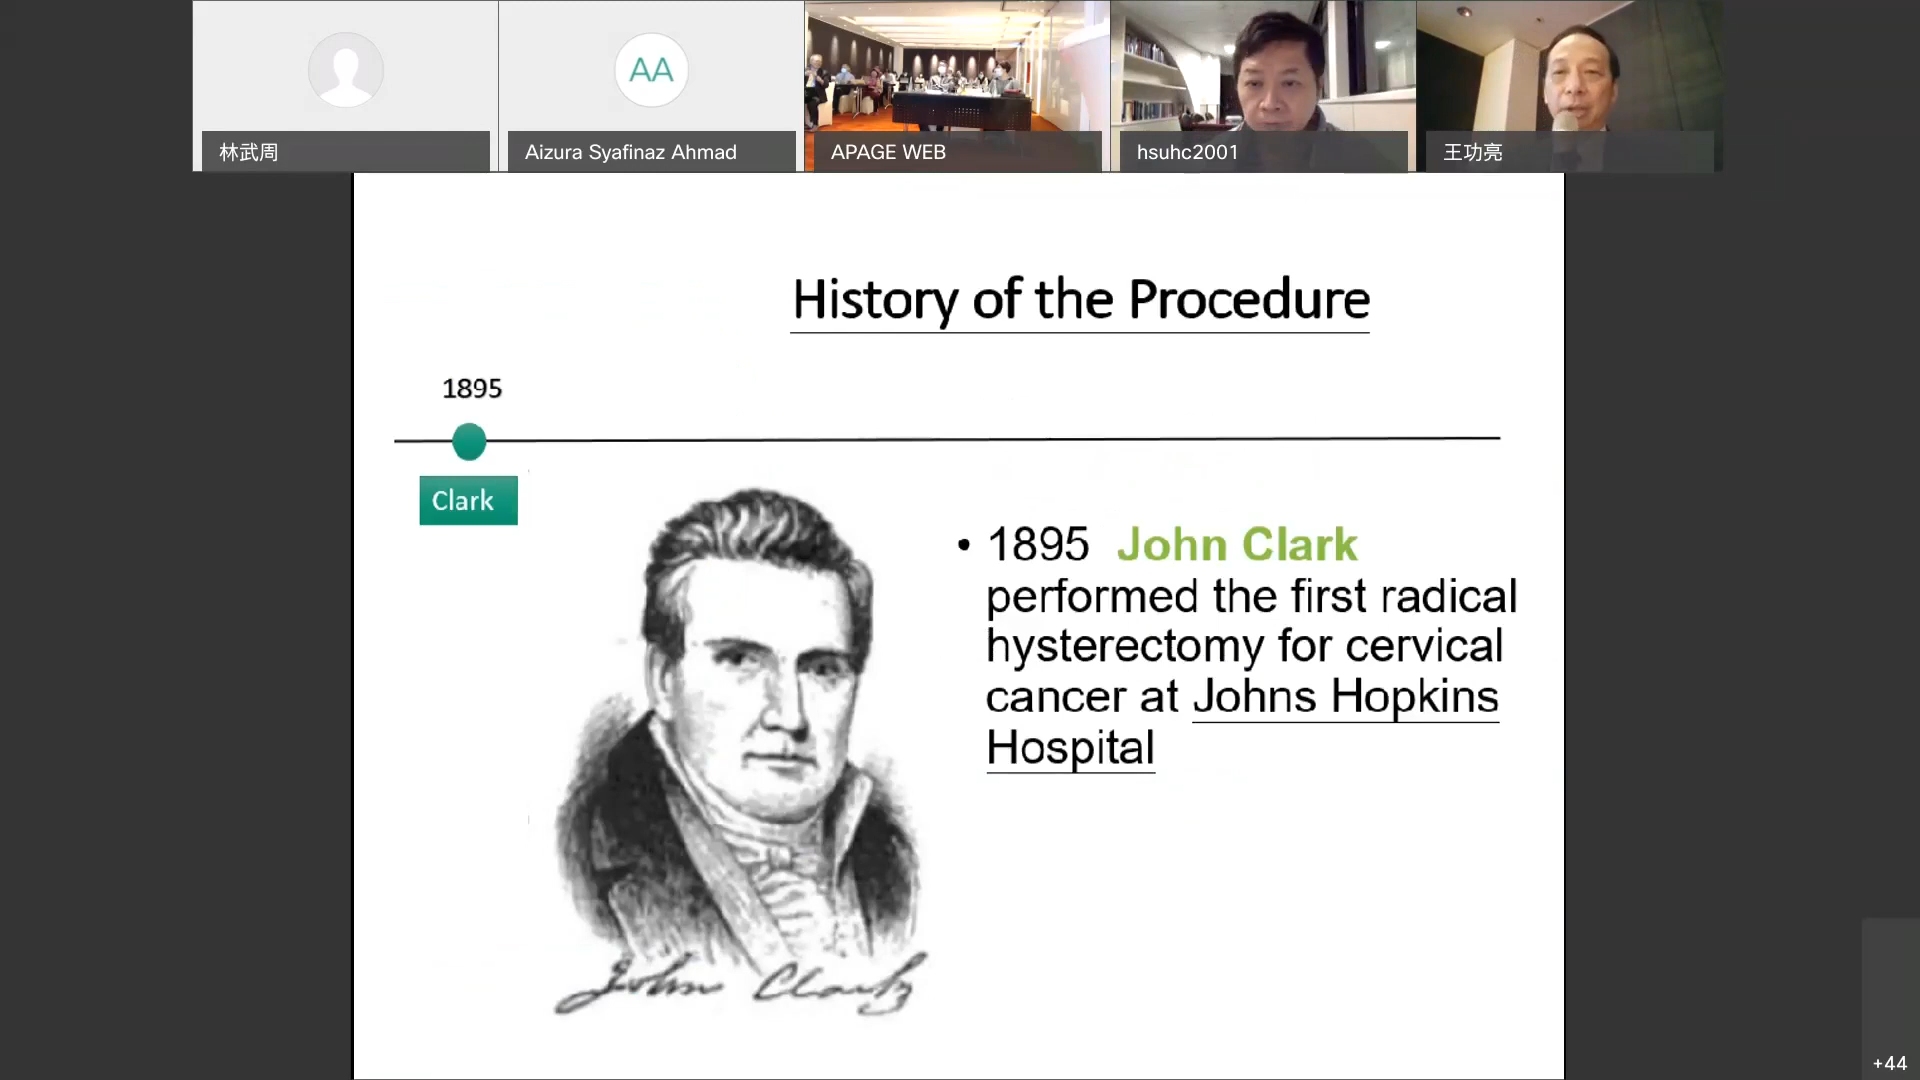 AA
林武周
Aizura Syafinaz Ahmad
APAGE WEB
hsuhc2001
王功亮
History of the Procedure
1895
Clark
• 1895 John Clark
performed the first radical
hysterectomy for cervical
cancer at Johns Hopkins
Hospital
John Clark
+44